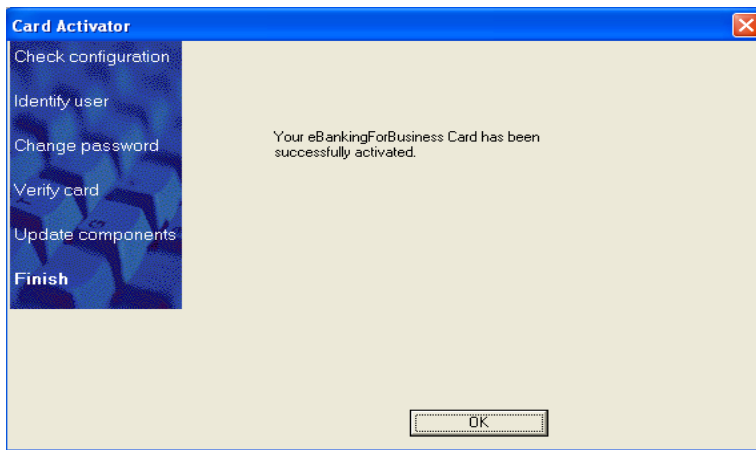 Card Activator
Check configuration
Identify user
Change password
Verify card
Update components
Finish
Your eBankingForBusiness Card has been
successfully activated.
OK